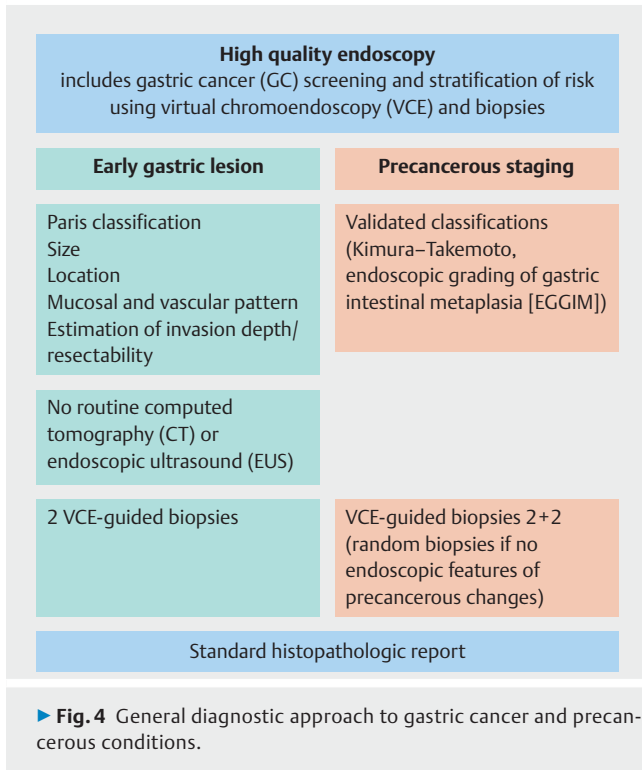 High quality endoscopy
includes gastric cancer (GC) screening and stratification of risk
using virtual chromoendoscopy (VCE) and biopsies
Early gastric lesion
Paris classification
Size
Location
Mucosal and vascular pattern
Estimation of invasion depth/
resectability
No routine computed
tomography (CT) or
endoscopic ultrasound (EUS)
2 VCE-guided biopsies
Precancerous staging
Validated classifications
(Kimura–Takemoto,
endoscopic grading of gastric
intestinal metaplasia [EGGIM])
VCE-guided biopsies 2+2
(random biopsies if no
endoscopic features of
precancerous changes)
Standard histopathologic report
▶ Fig. 4 General diagnostic approach to gastric cancer and precan-
cerous conditions.